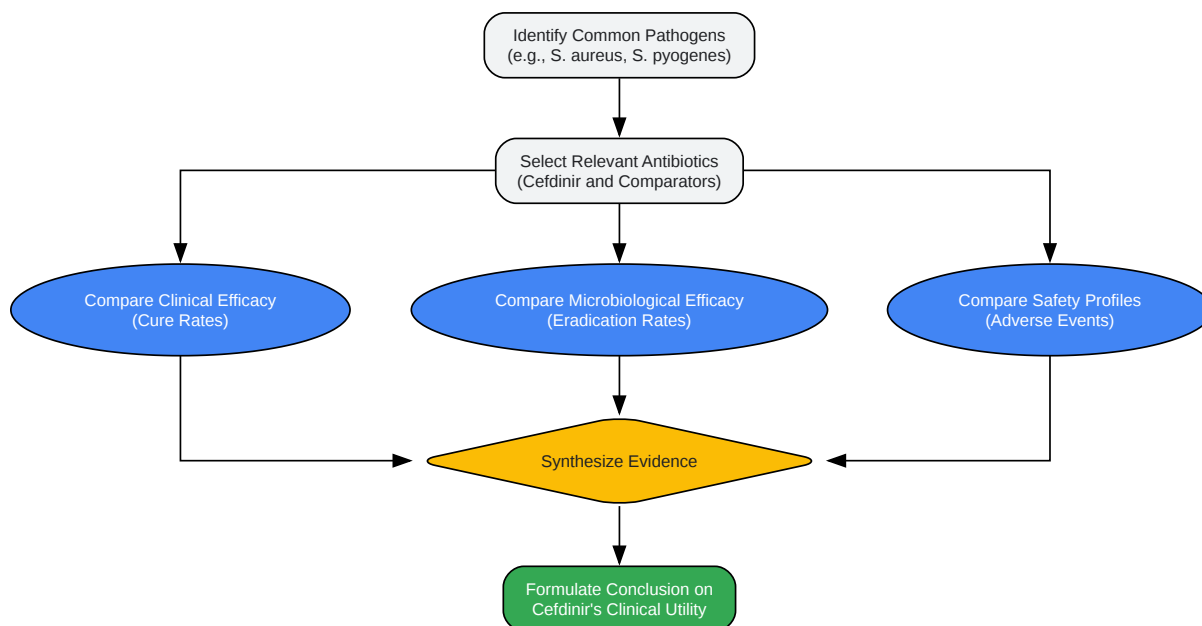 Identify Common Pathogens
(e.g., S. aureus, S. pyogenes)
Select Relevant Antibiotics
(Cefdinir and Comparators)
Compare Clinical Efficacy
(Cure Rates)
Compare Microbiological Efficacy
(Eradication Rates)
Compare Safety Profiles
(Adverse Events)
Synthesize Evidence
Formulate Conclusion on
Cefdinir's Clinical Utility